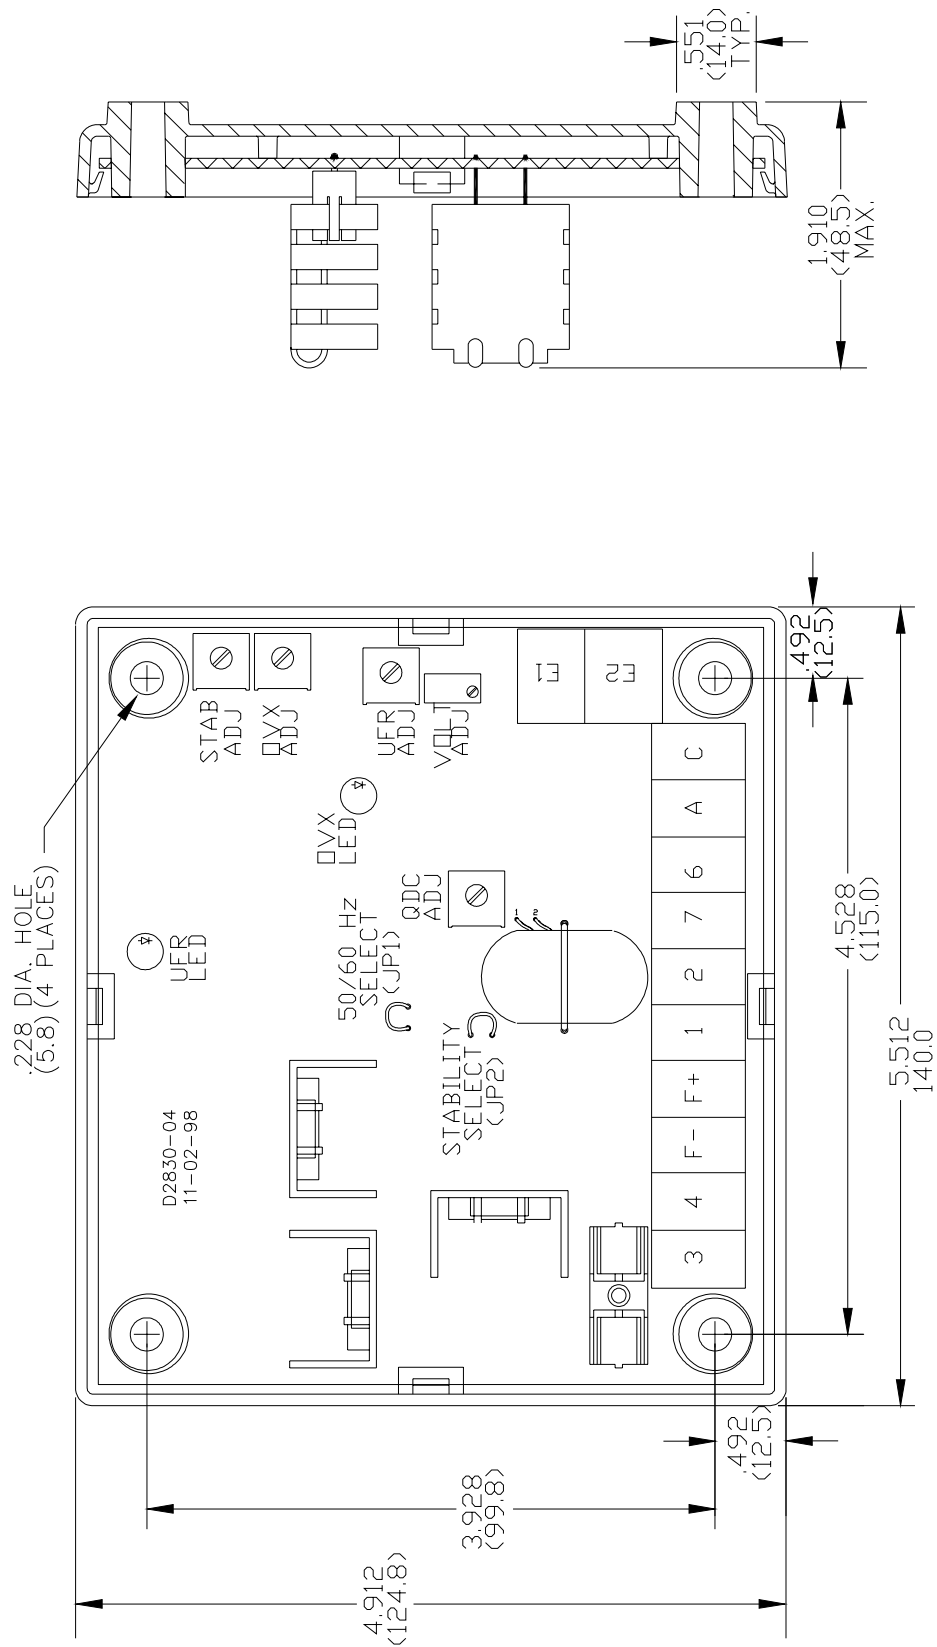 .551
(14.0)
TYP.
1.910
(48.5)
MAX.
.228 DIA. HOLE
(5.8) (4 PLACES)
.492
(12.5)
STAB
ADJ
OVX
ADJ
UFR
ADJ
VOLT
ADJ
E1
E2
OVX
LED
UFR
LED
QDC
ADJ
1
2
50/60 Hz
SELECT
(JP1)
STABILITY
SELECT
(JP2)
D2830-04
11-02-98
3
4
F-
F+
1
2
7
6
A
C
4.528
(115.0)
5.512
140.0
.492
(12.5)
3.928
(99.8)
4.912
(124.8)